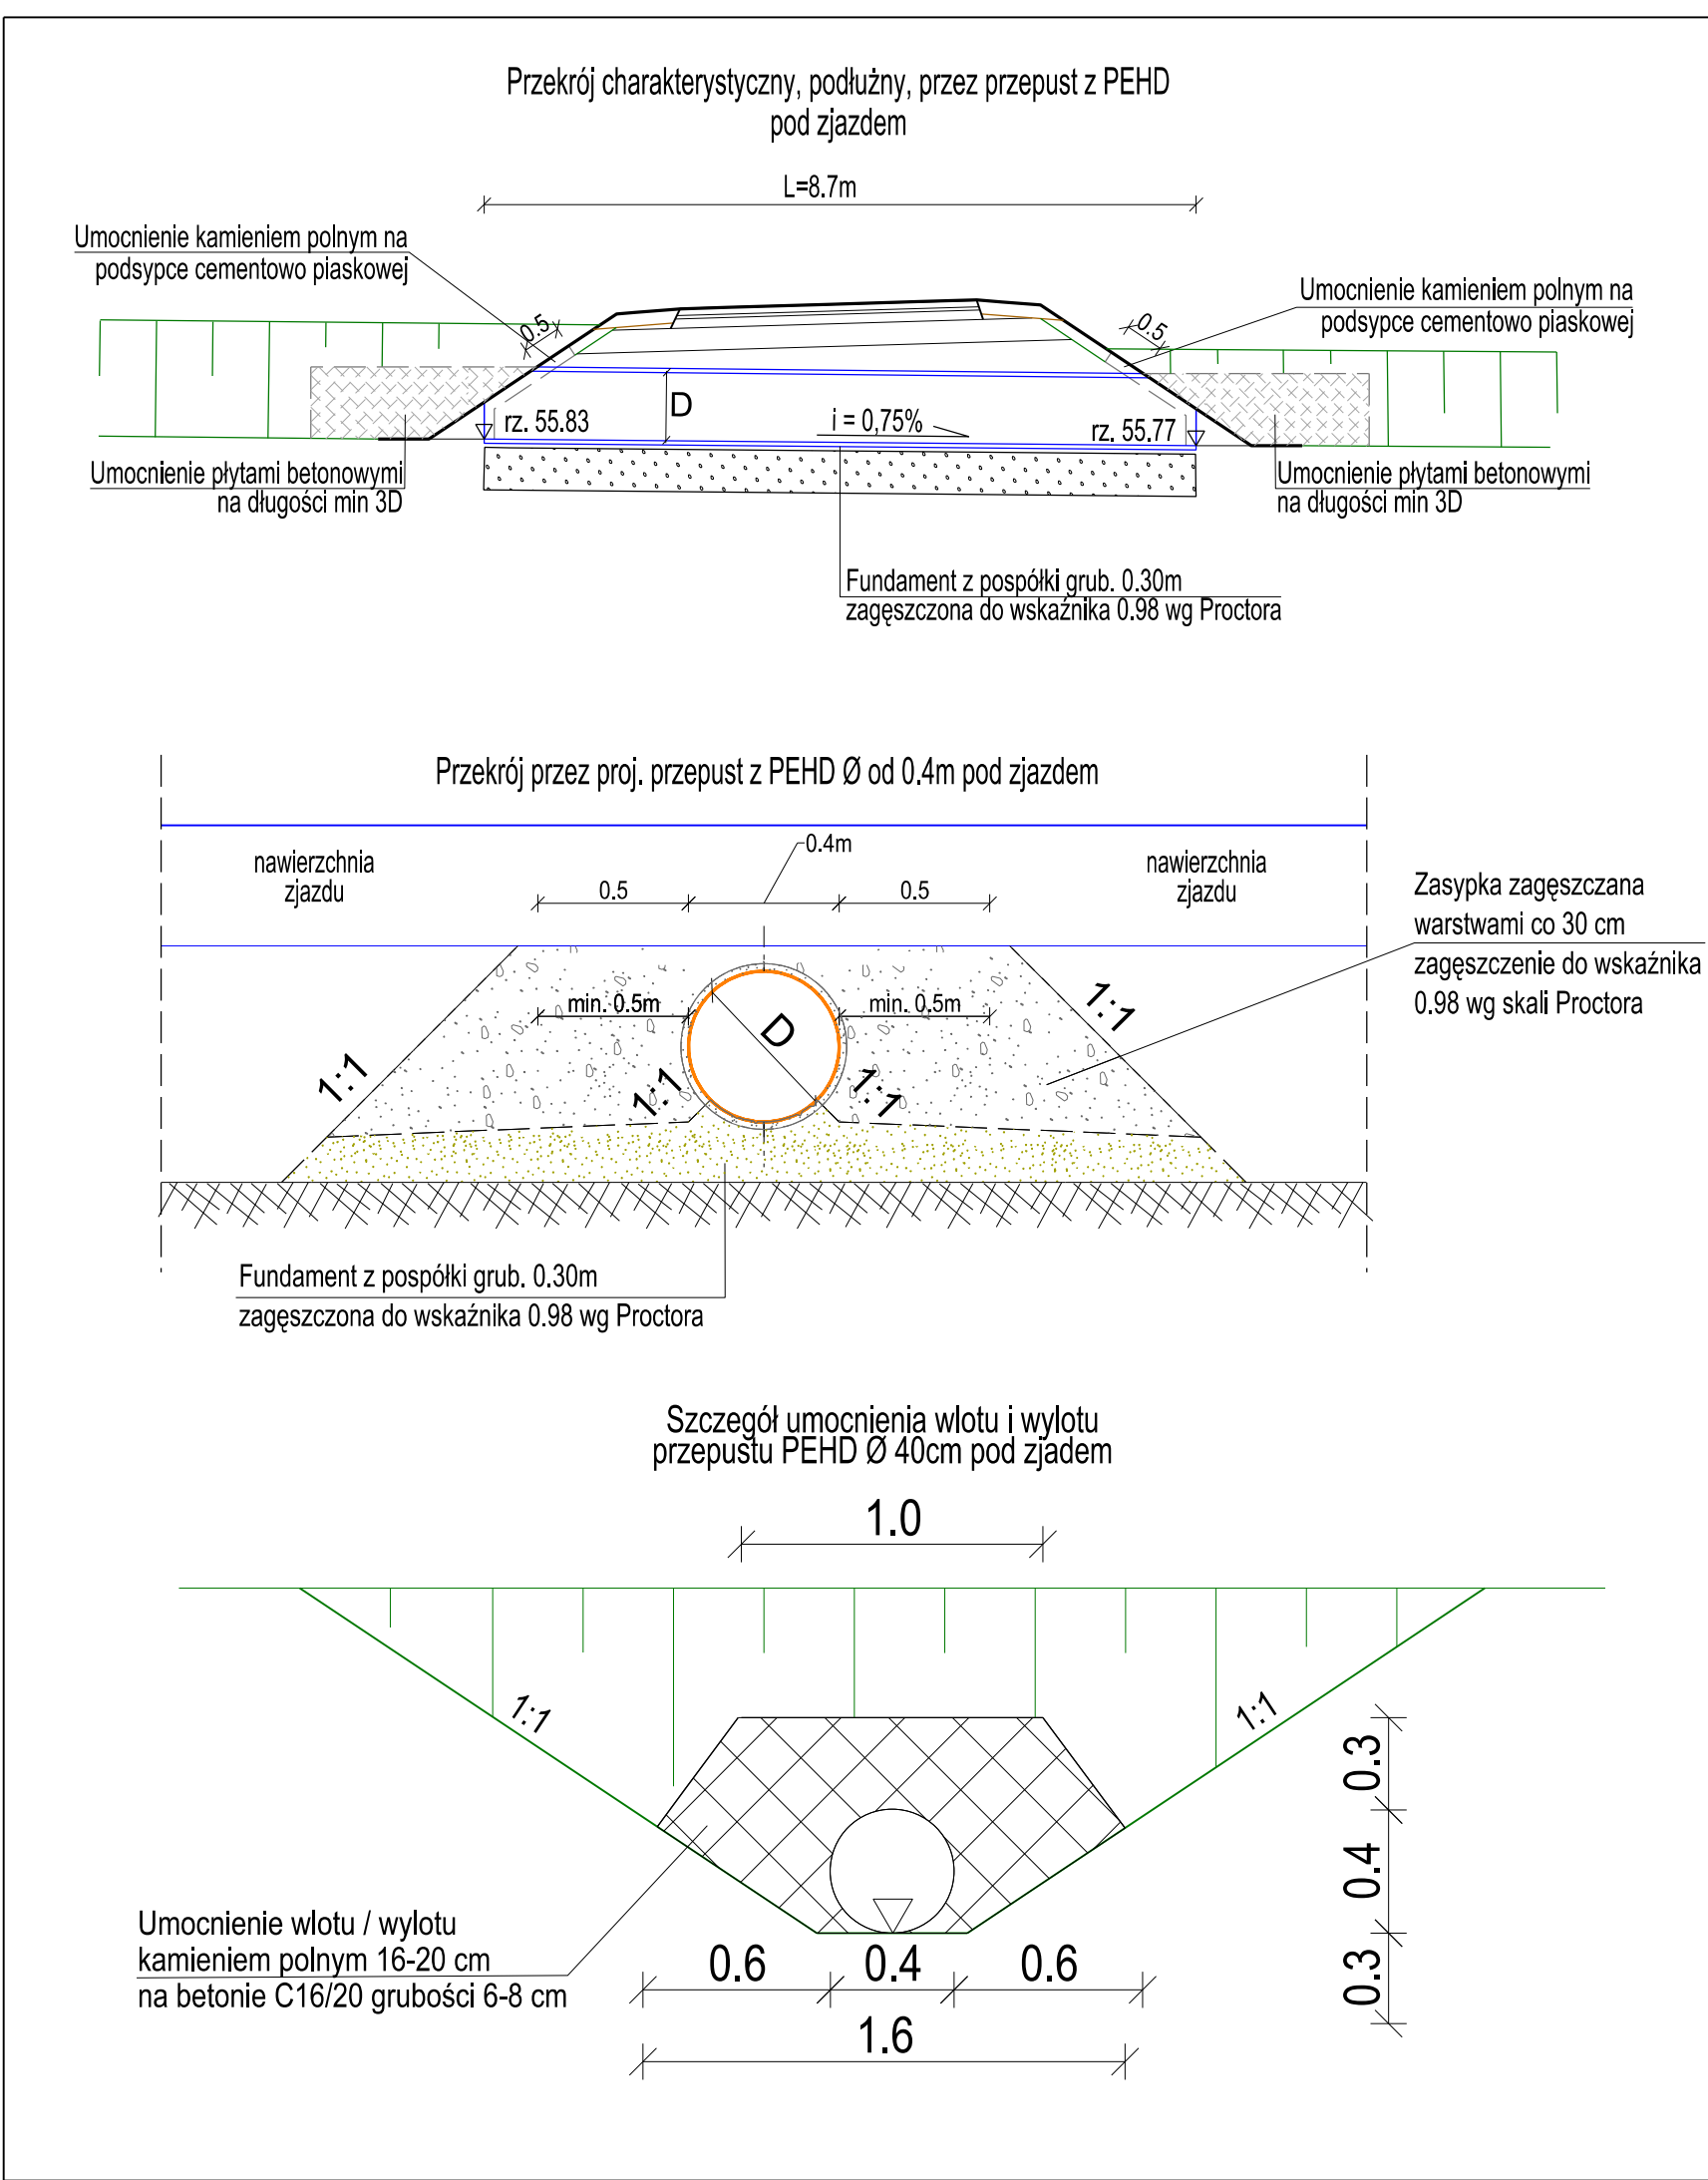 Przekrój charakterystyczny, podłużny, przez przepust z PEHD
pod zjazdem
L=8.7m
Umocnienie kamieniem polnym na
podsypce cementowo piaskowej
Umocnienie kamieniem polnym na
podsypce cementowo piaskowej
0.5
0.5
D
rz. 55.83
i = 0,75%
rz. 55.77
Umocnienie płytami betonowymi
na długości min 3D
Umocnienie płytami betonowymi
na długości min 3D
Fundament z pospółki grub. 0.30m
zagęszczona do wskaźnika 0.98 wg Proctora
Przekrój przez proj. przepust z PEHD Ø od 0.4m pod zjazdem
0.4m
nawierzchnia
zjazdu
0.5
0.5
nawierzchnia
zjazdu
Zasypka zagęszczana
warstwami co 30 cm
zagęszczenie do wskaźnika
0.98 wg skali Proctora
min. 0.5m
min. 0.5m
D
1:1
1:1
1:1
1:1
Fundament z pospółki grub. 0.30m
zagęszczona do wskaźnika 0.98 wg Proctora
Szczegół umocnienia wlotu i wylotu
przepustu PEHD Ø 40cm pod zjadem
1.0
1:1
1:1
0.3
0.4
0.3
Umocnienie wlotu / wylotu
kamieniem polnym 16-20 cm
na betonie C16/20 grubości 6-8 cm
0.6
0.4
0.6
1.6